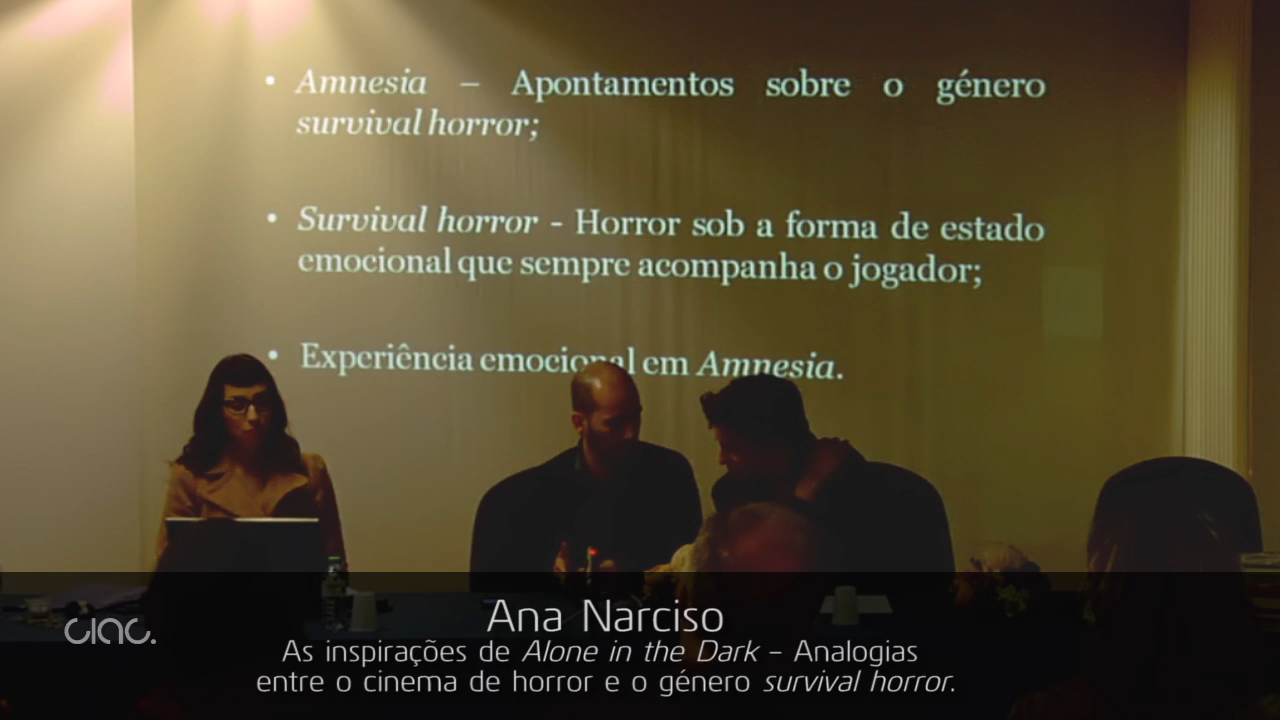 • Amnesia – Apontamentos sobre o género
survival horror;
• Survival horror - Horror sob a forma de estado
emocional que sempre acompanha o jogador;
• Experiência emocional em Amnesia.
ciac.
Ana Narciso
As inspirações de Alone in the Dark – Analogias
entre o cinema de horror e o género survival horror.